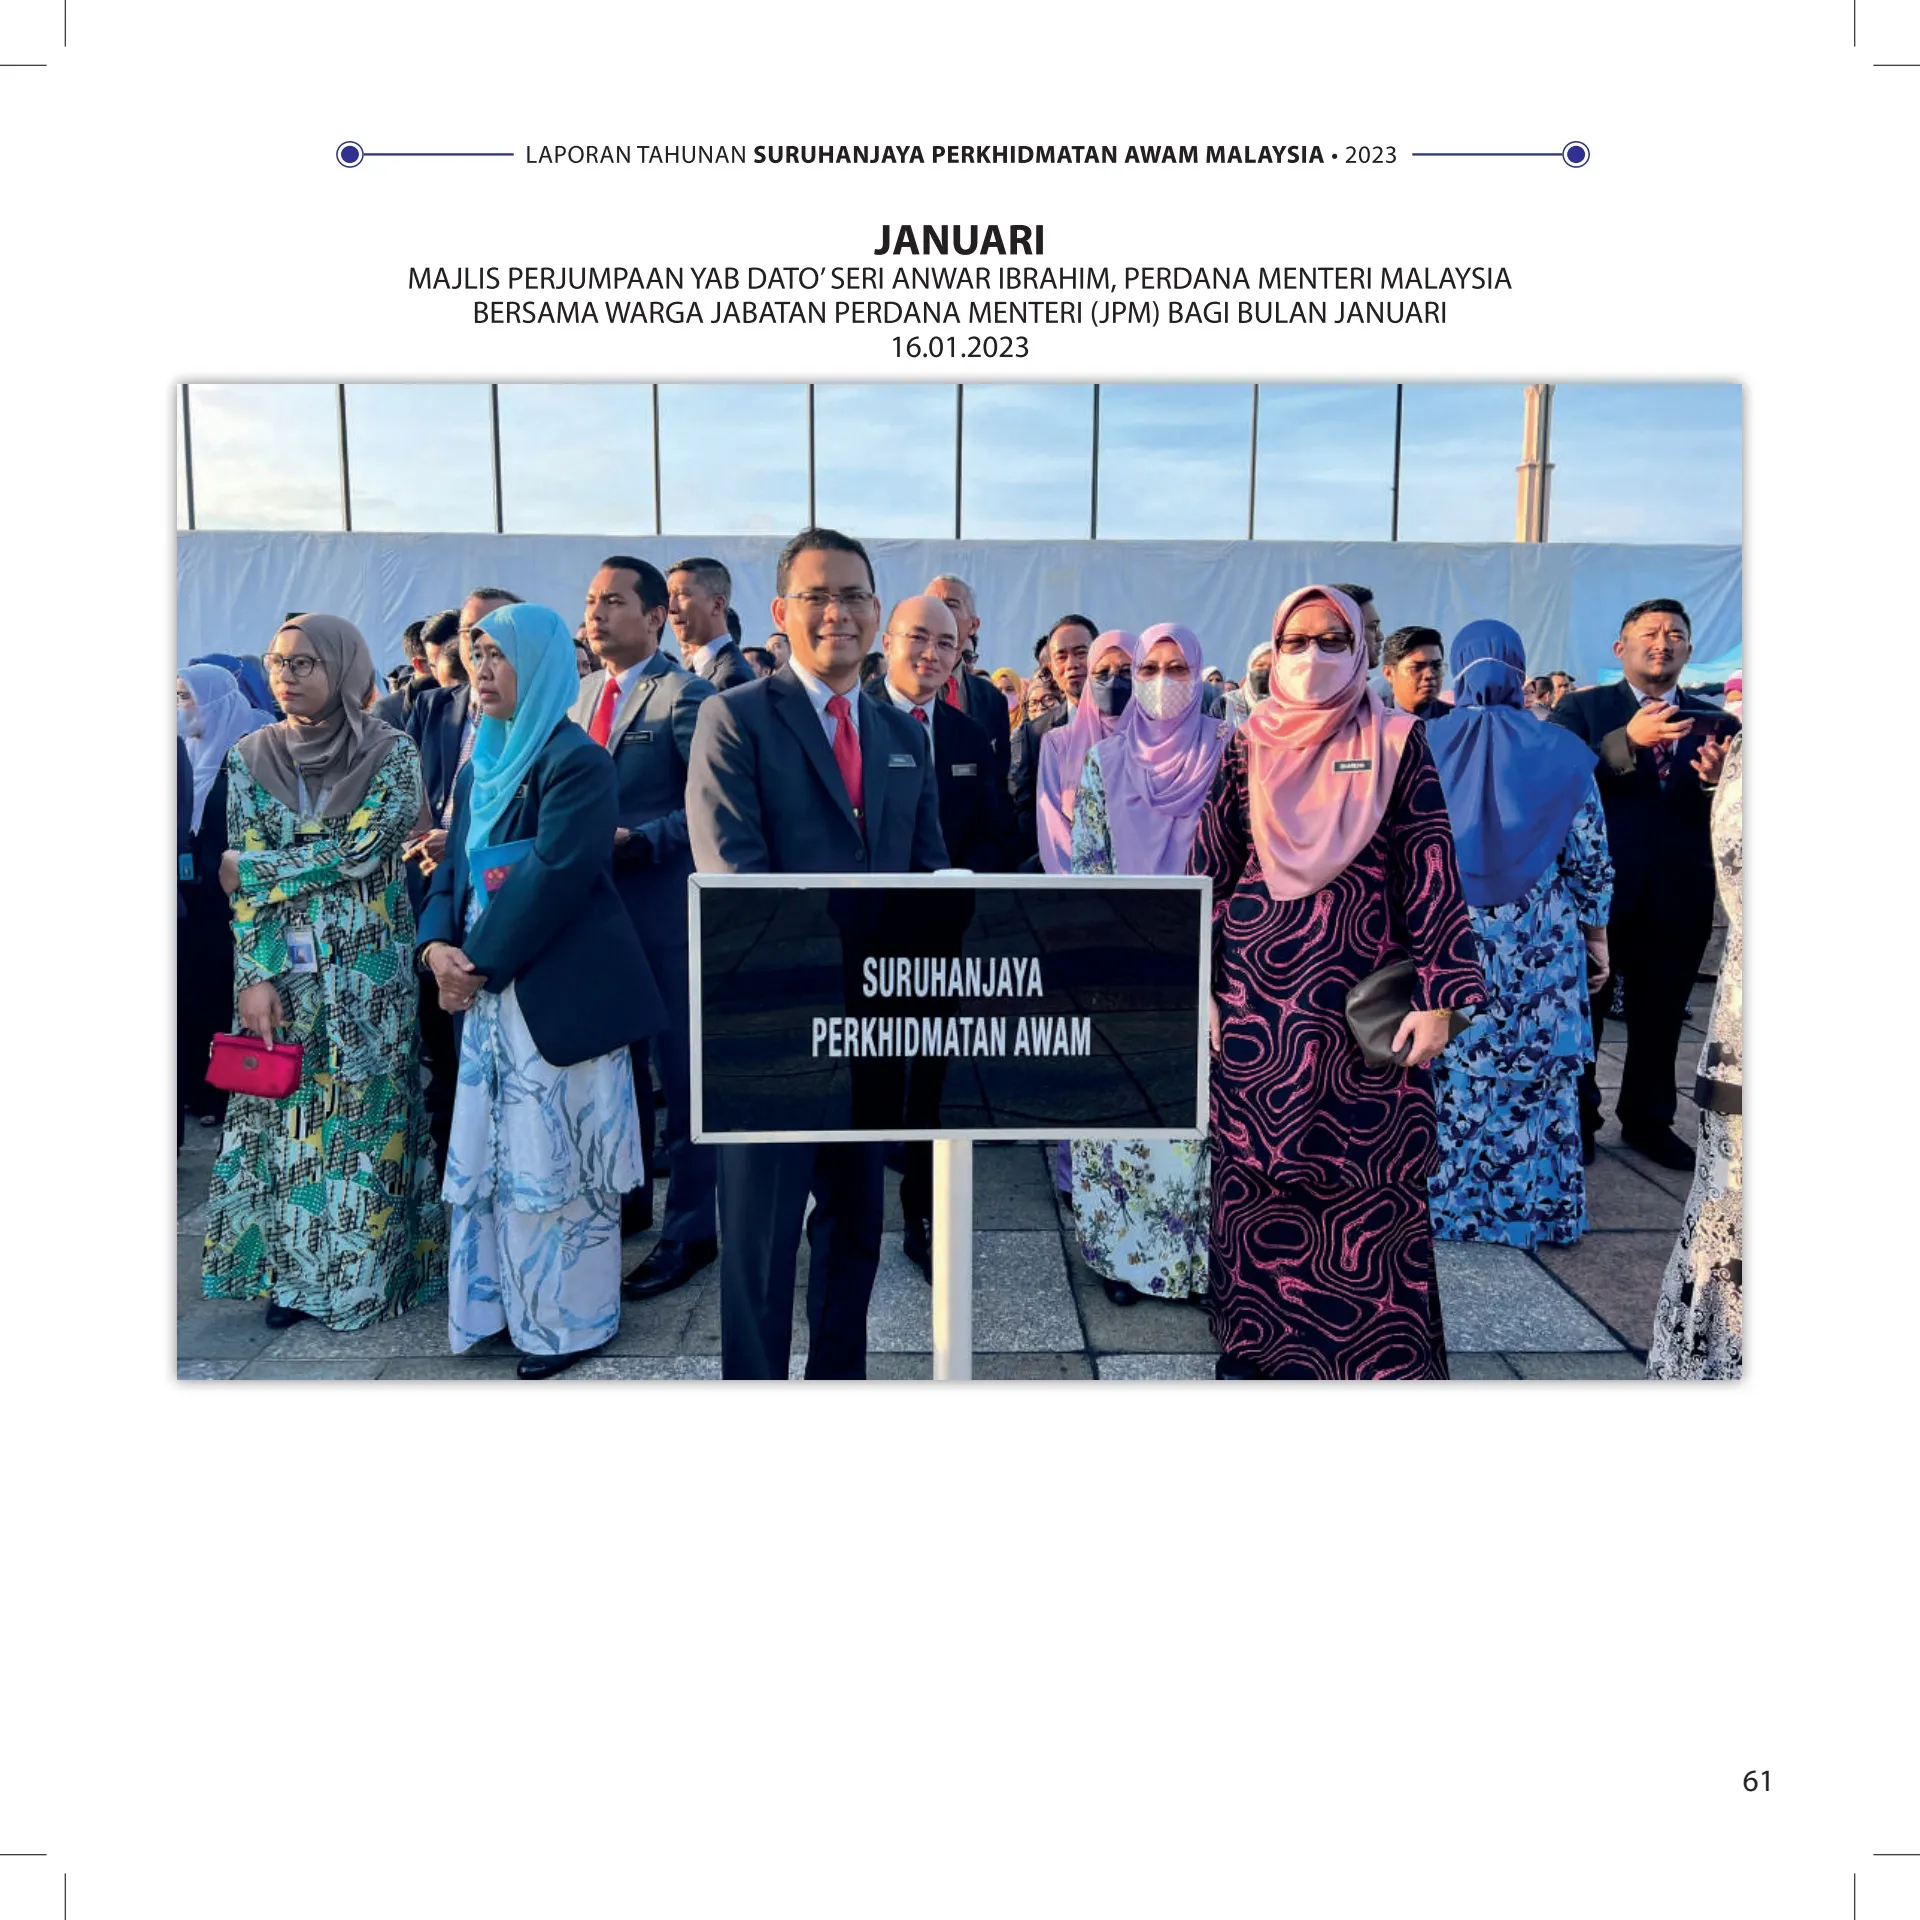 LAPORAN TAHUNAN SURUHANJAYA PERKHIDMATAN AWAM MALAYSIA • 2023
JANUARI
MAJLIS PERJUMPAAN YAB DATO’ SERI ANWAR IBRAHIM, PERDANA MENTERI MALAYSIA
BERSAMA WARGA JABATAN PERDANA MENTERI (JPM) BAGI BULAN JANUARI
16.01.2023
SURUHANJAYA
PERKHIDMATAN AWAM
61